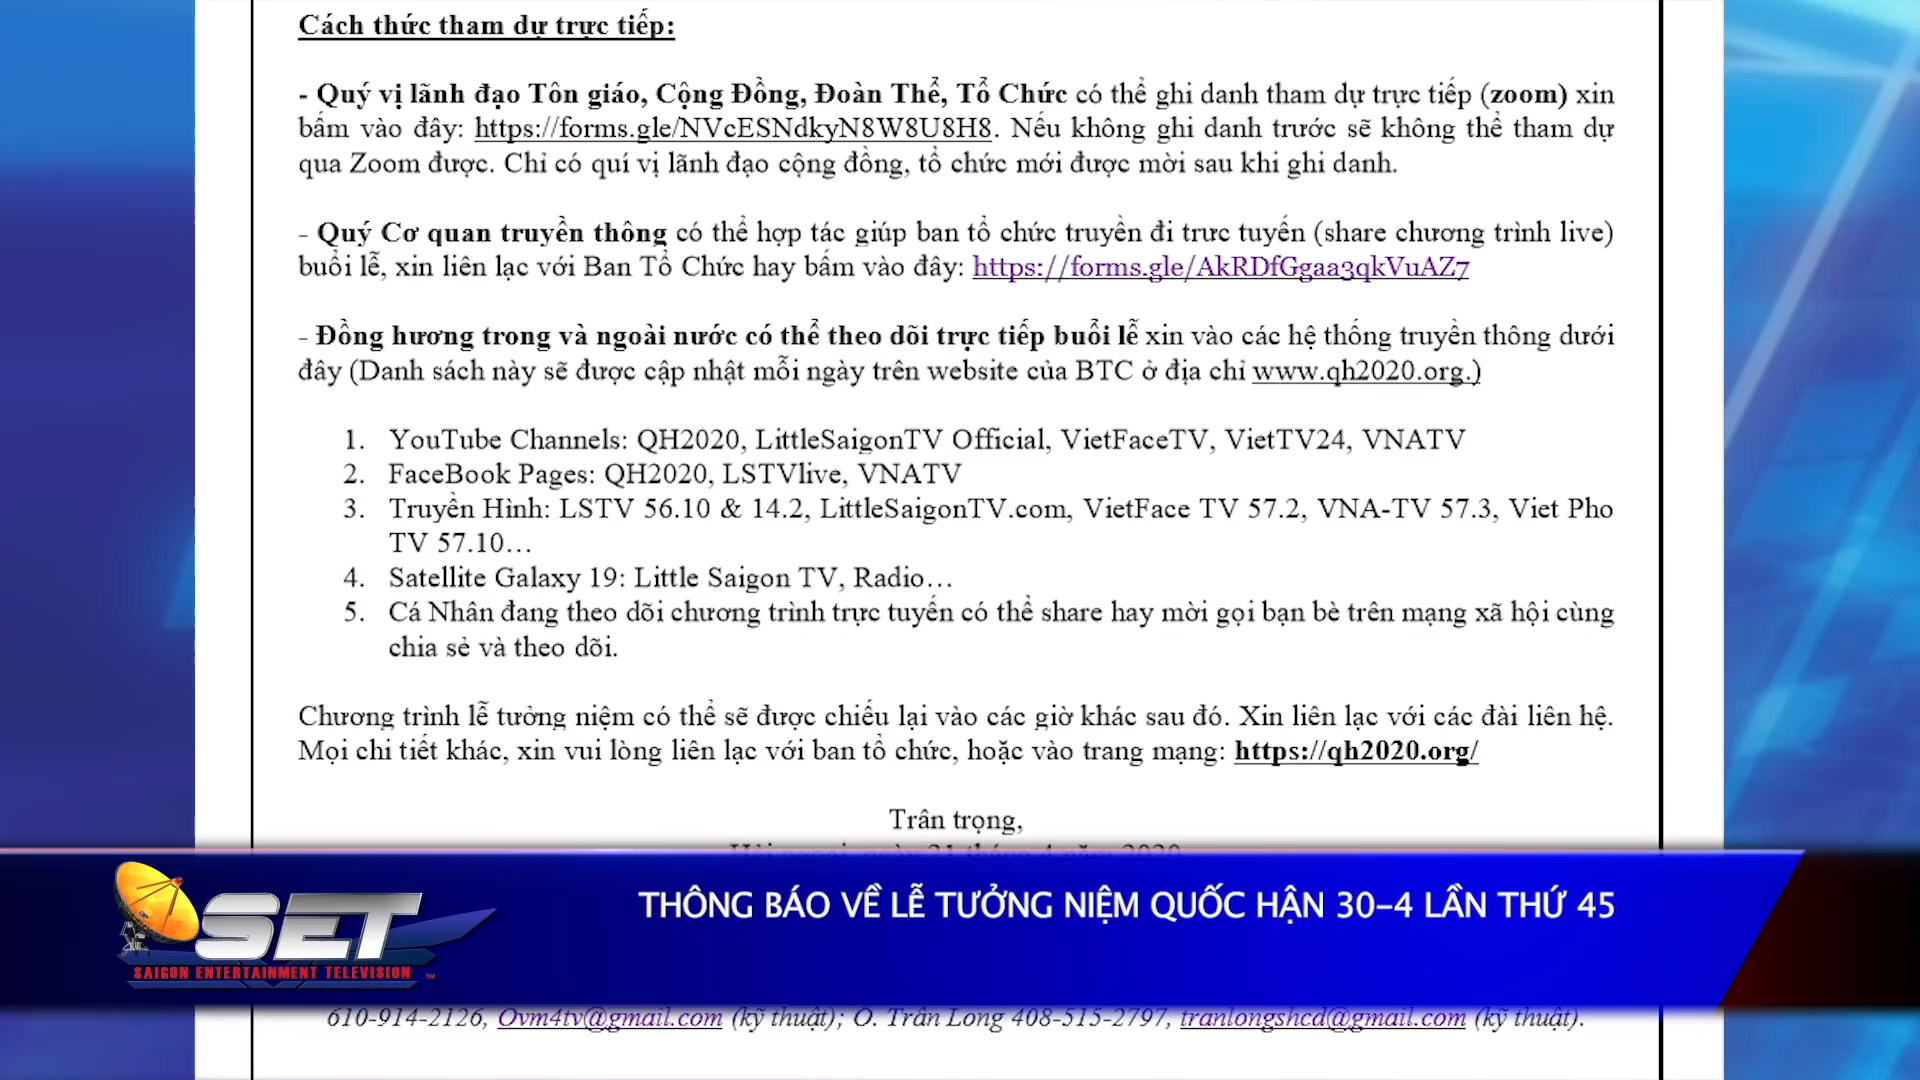 Cách thức tham dự trực tiếp:
- Quý vị lãnh đạo Tôn giáo, Cộng Đồng, Đoàn Thể, Tổ Chức có thể ghi danh tham dự trực tiếp (zoom) xin
bấm vào đây: https://forms.gle/NVcESNdkyN8W8U8H8. Nếu không ghi danh trước sẽ không thể tham dự
qua Zoom được. Chỉ có quí vị lãnh đạo cộng đồng, tổ chức mới được mời sau khi ghi danh.
- Quý Cơ quan truyền thông có thể hợp tác giúp ban tổ chức truyền đi trưc tuyến (share chương trình live)
buổi lễ, xin liên lạc với Ban Tổ Chức hay bấm vào đây: https://forms.gle/AkRDfGgaa3qkVuAZ7
- Đồng hương trong và ngoài nước có thể theo dõi trực tiếp buổi lễ xin vào các hệ thống truyền thông dưới
đây (Danh sách này sẽ được cập nhật mỗi ngày trên website của BTC ở địa chỉ www.qh2020.org.)
1. YouTube Channels: QH2020, LittleSaigonTV Official, VietFaceTV, VietTV24, VNATV
2. FaceBook Pages: QH2020, LSTVlive, VNATV
3. Truyền Hình: LSTV 56.10 & 14.2, LittleSaigonTV.com, VietFace TV 57.2, VNA-TV 57.3, Viet Pho
TV 57.10…
4. Satellite Galaxy 19: Little Saigon TV, Radio…
5. Cá Nhân đang theo dõi chương trình trực tuyến có thể share hay mời gọi bạn bè trên mạng xã hội cùng
chia sẻ và theo dõi.
Chương trình lễ tưởng niệm có thể sẽ được chiếu lại vào các giờ khác sau đó. Xin liên lạc với các đài liên hệ.
Mọi chi tiết khác, xin vui lòng liên lạc với ban tổ chức, hoặc vào trang mạng: https://qh2020.org/
Trân trọng,
THÔNG BÁO VỀ LỄ TƯỞNG NIỆM QUỐC HẬN 30-4 LẦN THỨ 45
SET
SAIGON ENTERTAINMENT TELEVISION
610-914-2126, Ovm4tv@gmail.com (kỹ thuật); Ô. Trần Long 408-515-2797, tranlongshcd@gmail.com (kỹ thuật).